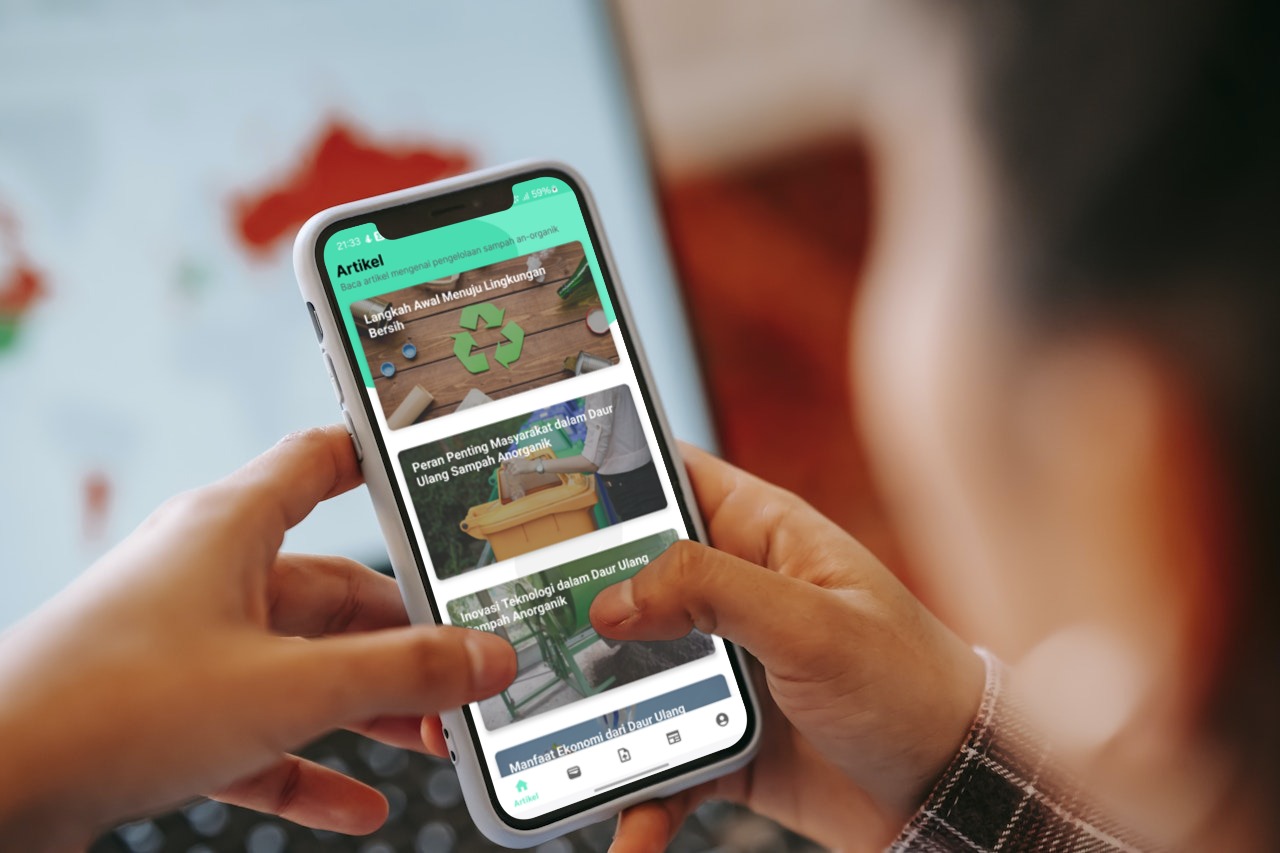 21:33
59%
Artikel
Baca artikel mengenai pengelolaan sampah an-organik
Langkah Awal Menuju Lingkungan
Bersih
Peran Penting Masyarakat dalam Daur
Ulang Sampah Anorganik
Inovasi Teknologi dalam Daur Ulang
Sampah Anorganik
Manfaat Ekonomi dari Daur Ulang
Artikel